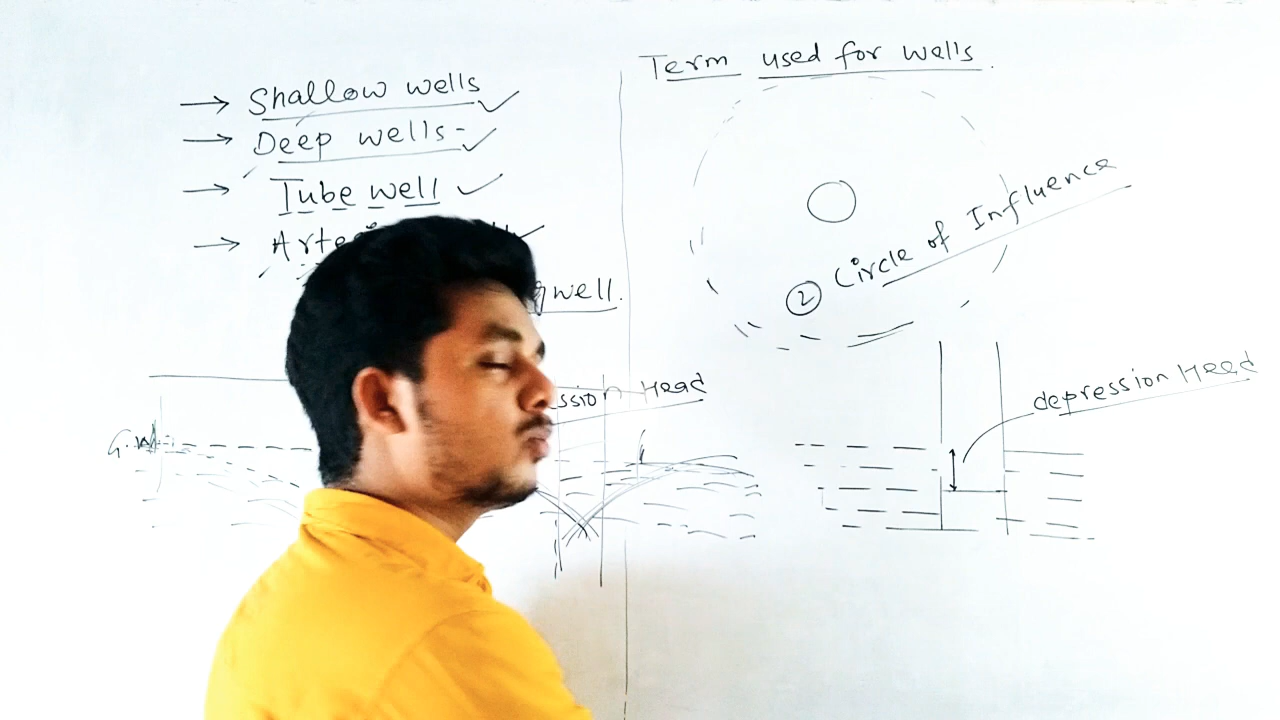 → Shallow wells ✓
→ Deep wells- ✓
→ Tube well ✓
→ Arte
well.
ssion Head
Term used for wells.
② Circle of Influence
depression Head